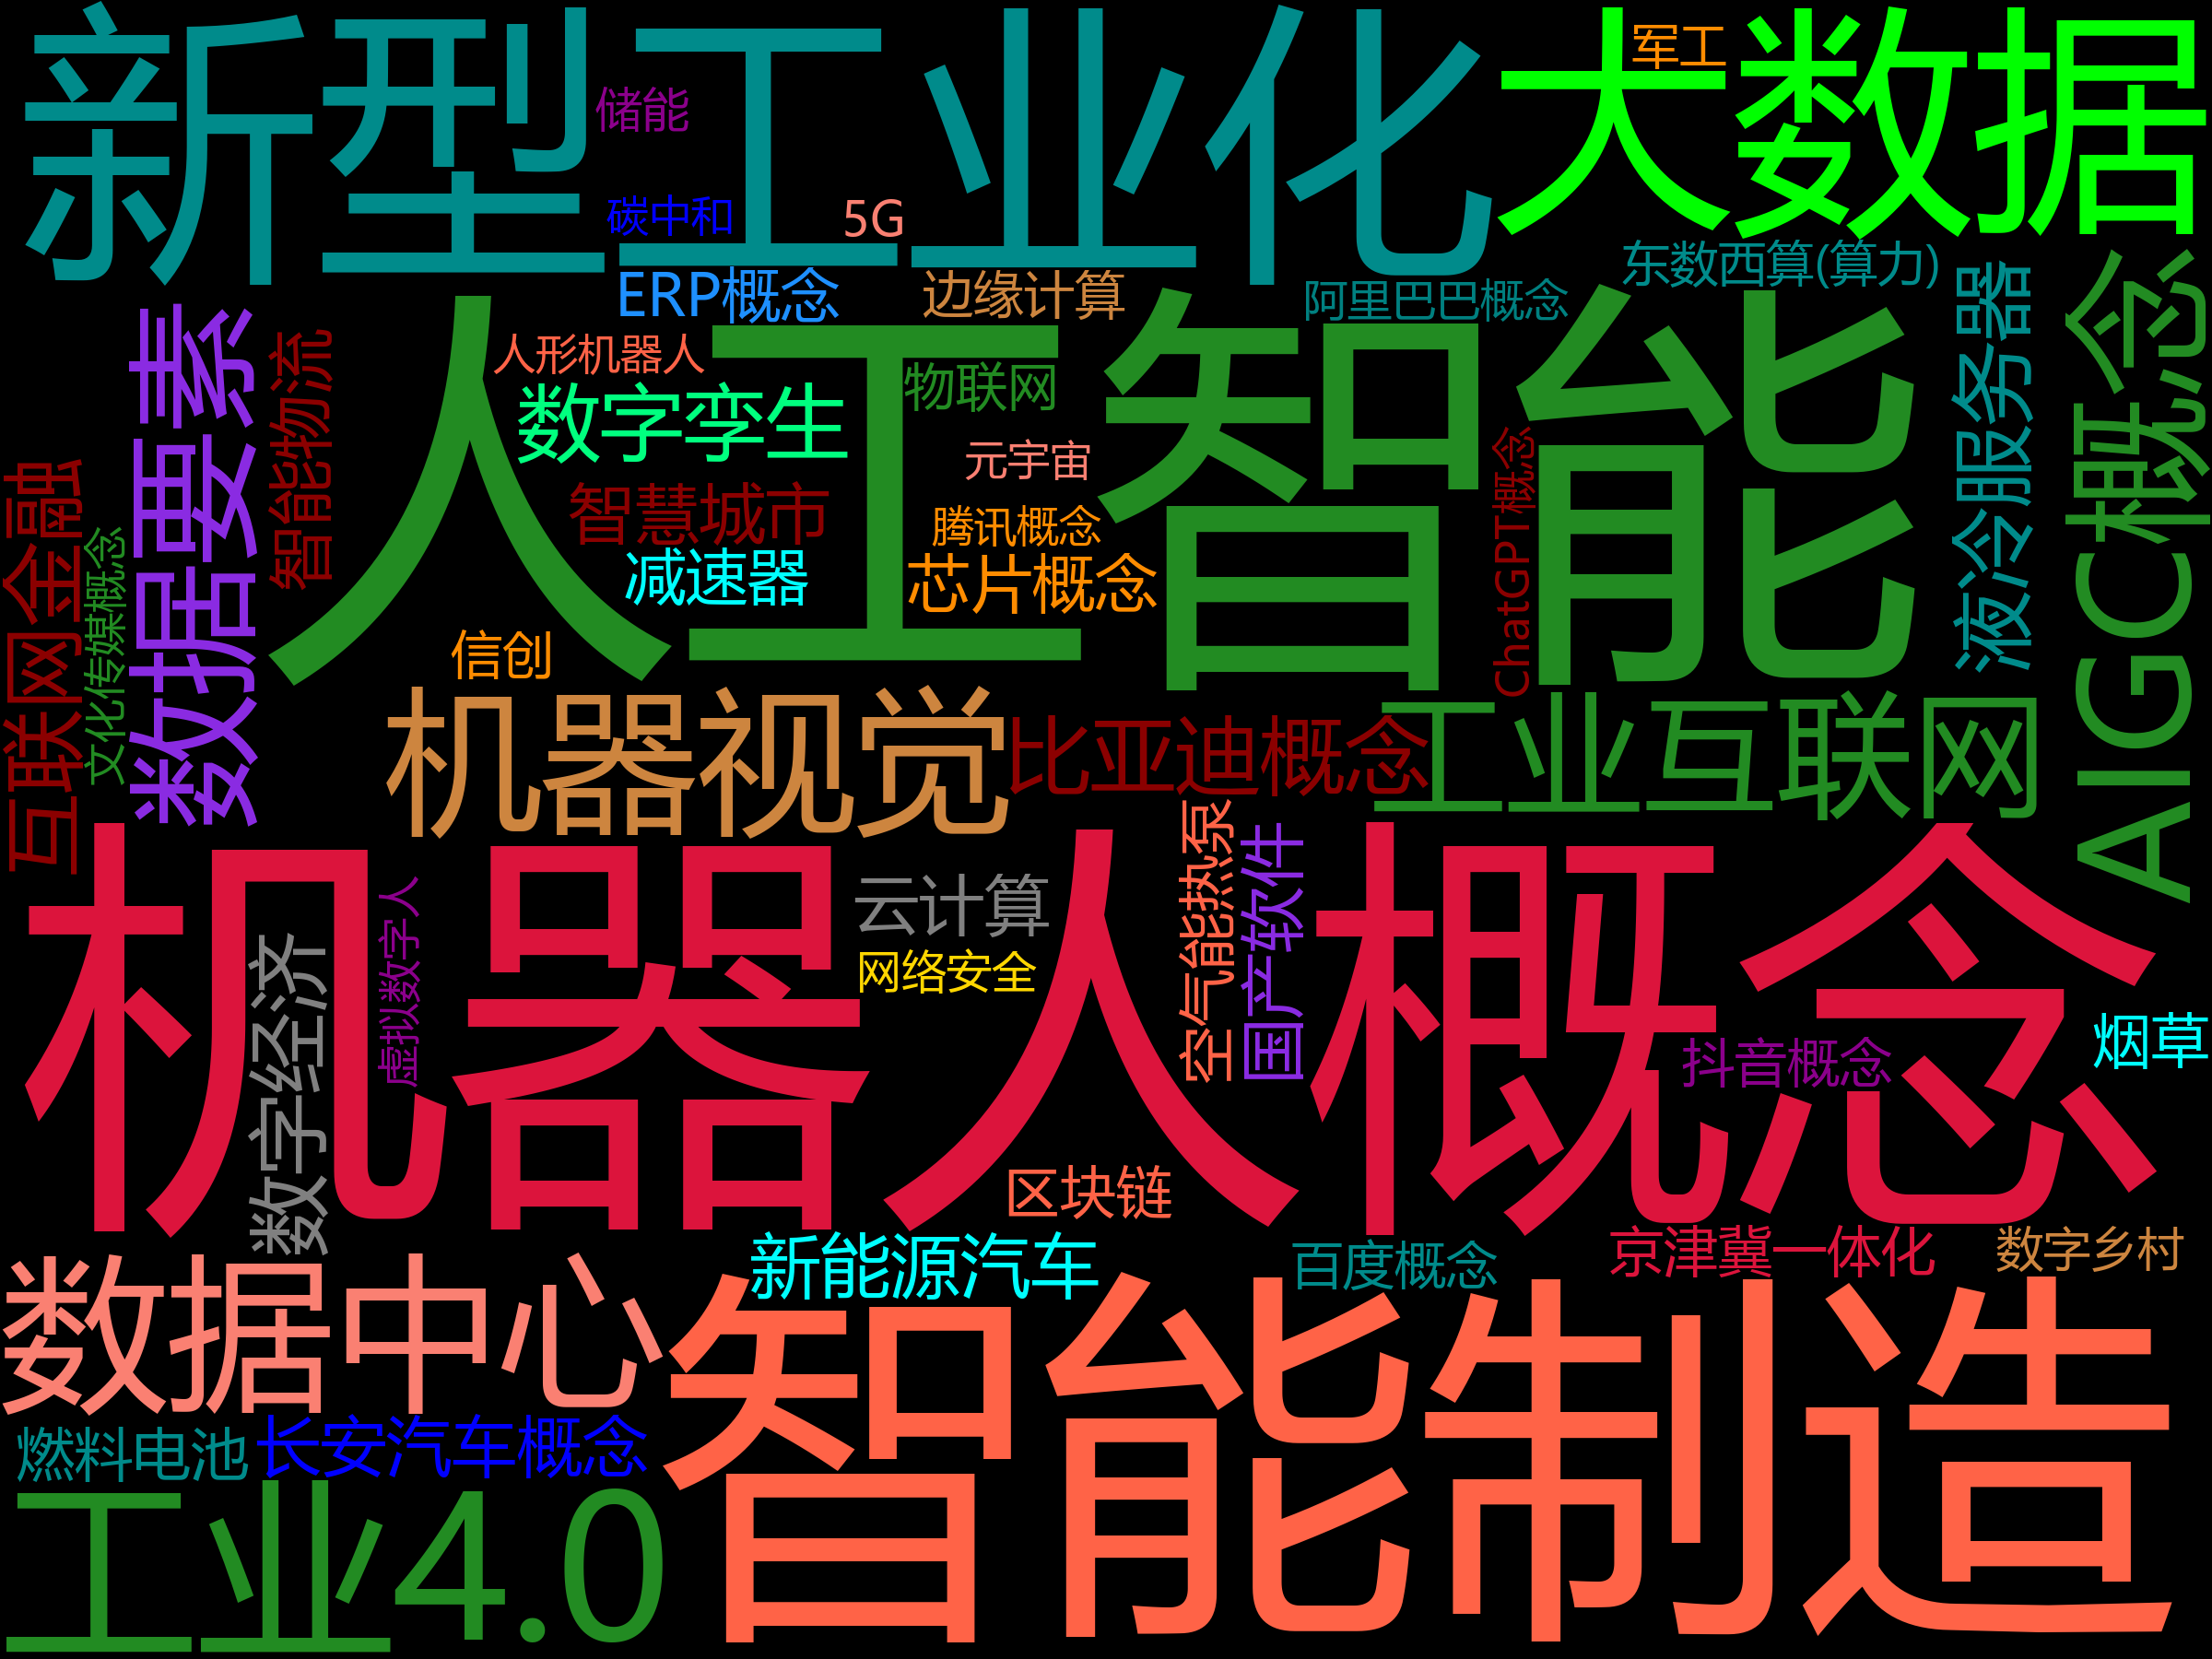 新型工业化
大数据
军工
储能
碳中和
5G
东数西算(算力)
ERP概念
边缘计算
阿里巴巴概念
人工智能
人形机器人
数字孪生
物联网
元宇宙
智慧城市
腾讯概念
减速器
芯片概念
信创
ChatGPT概念
液冷服务器
AIGC概念
互联网金融
文化传媒概念
数据要素
智能物流
机器视觉
比亚迪概念
工业互联网
机器人概念
云计算
网络安全
空气能热泵
国产软件
数字经济
虚拟数字人
抖音概念
烟草
区块链
新能源汽车
百度概念
京津冀一体化
数字乡村
数据中心
智能制造
燃料电池
长安汽车概念
工业4.0